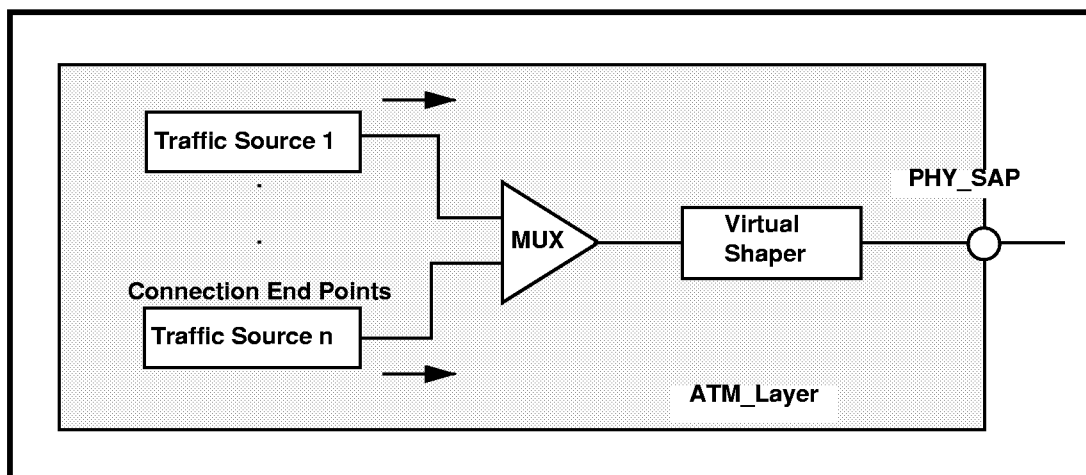 Traffic Source 1
PHY_SAP
MUX
Virtual
Shaper
Connection End Points
Traffic Source n
ATM_Layer